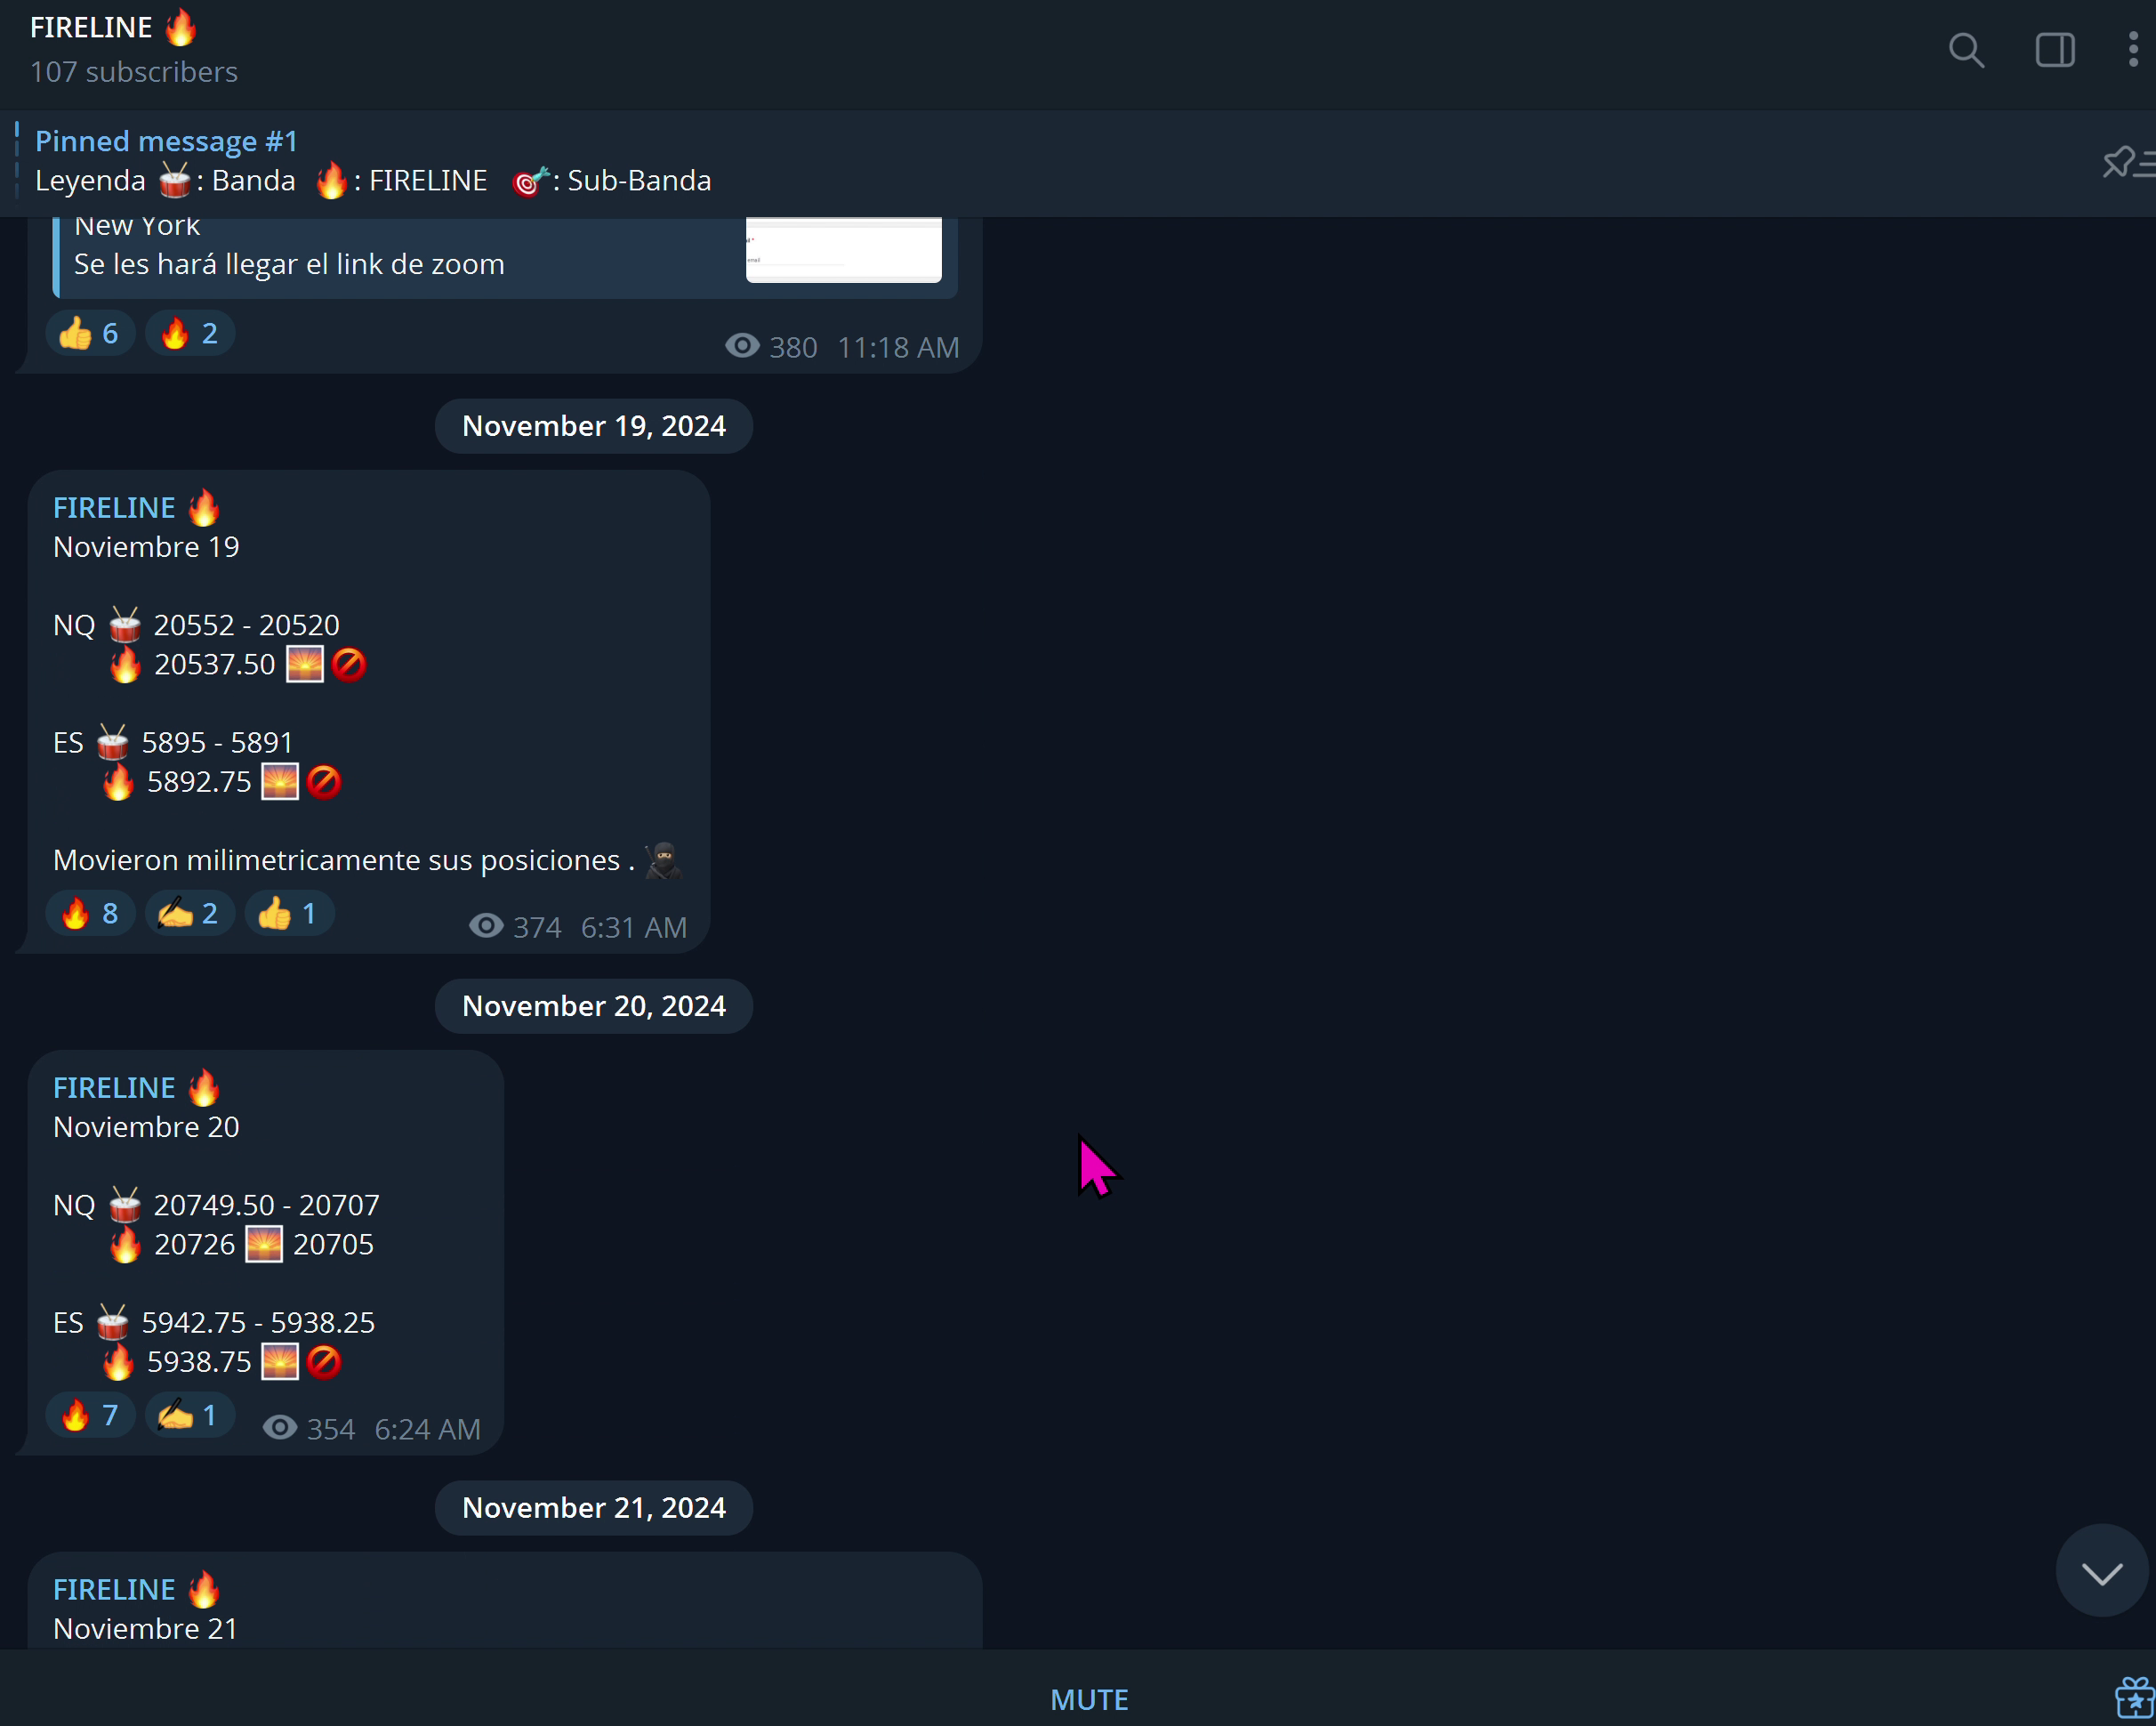 FIRELINE 🔥
107 subscribers
Pinned message #1
Leyenda 🥁: Banda 🔥: FIRELINE 🎯: Sub-Banda
New York
Se les hará llegar el link de zoom
👍 6 🔥 2 380 11:18 AM
November 19, 2024
FIRELINE 🔥
Noviembre 19
NQ 🥁 20552 - 20520
🔥 20537.50 🌅🚫
ES 🥁 5895 - 5891
🔥 5892.75 🌅🚫
Movieron milimetricamente sus posiciones . 🥷
🔥 8 ✍ 2 👍 1 374 6:31 AM
November 20, 2024
FIRELINE 🔥
Noviembre 20
NQ 🥁 20749.50 - 20707
🔥 20726 🌅 20705
ES 🥁 5942.75 - 5938.25
🔥 5938.75 🌅🚫
🔥 7 ✍ 1 354 6:24 AM
November 21, 2024
FIRELINE 🔥
Noviembre 21
MUTE